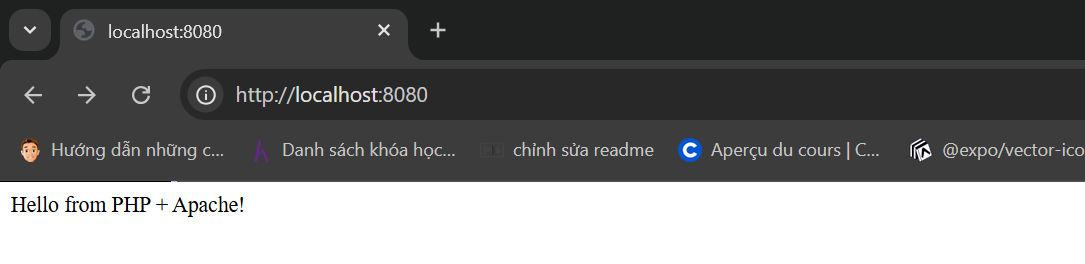 localhost:8080
http://localhost:8080
Hướng dẫn những c... Danh sách khóa học... chỉnh sửa readme Aperçu du cours | C... @expo/vector-ico
Hello from PHP + Apache!